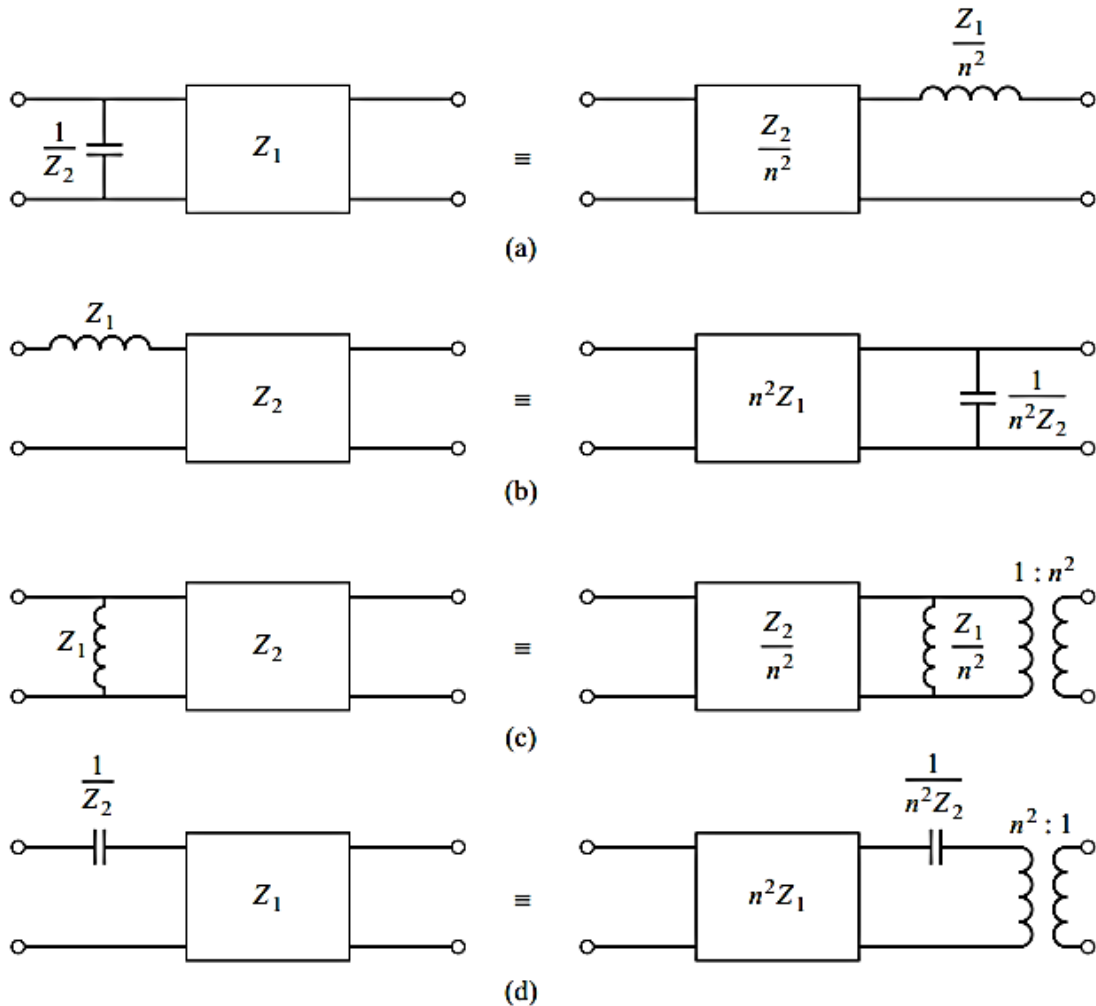 Z₁/n²
1/Z₂
Z₁
≡
Z₂/n²
(a)
Z₁
Z₂
≡
n²Z₁
1/n²Z₂
(b)
1 : n²
Z₁
Z₂
≡
Z₂/n²
Z₁/n²
(c)
1/Z₂
1/n²Z₂
n² : 1
Z₁
≡
n²Z₁
(d)